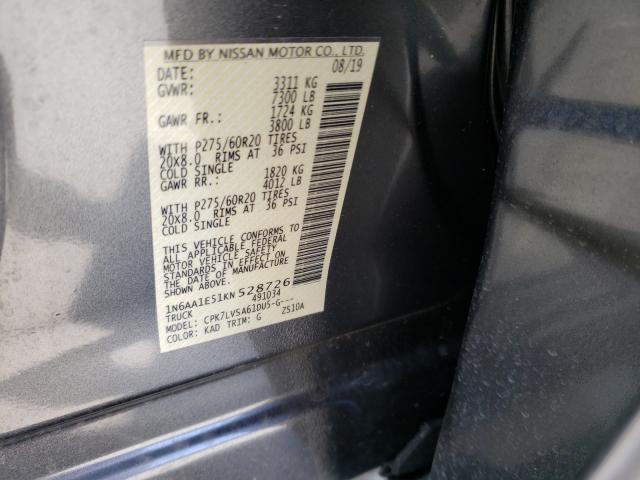 MFD BY NISSAN MOTOR CO., LTD.
DATE: 08/19
GVWR: 3311 KG
7300 LB
GAWR FR.: 1724 KG
3800 LB
WITH P275/60R20 TIRES
20X8.0 RIMS AT 36 PSI
COLD SINGLE
GAWR RR.: 1820 KG
4012 LB
WITH P275/60R20 TIRES
20X8.0 RIMS AT 36 PSI
COLD SINGLE
THIS VEHICLE CONFORMS TO
ALL APPLICABLE FEDERAL
MOTOR VEHICLE SAFETY
STANDARDS IN EFFECT ON
THE DATE OF MANUFACTURE
1N6AA1E51KN528726
TRUCK 491034
MODEL: CPK7LVSA61DU5-G---
COLOR: KAD TRIM: G ZS10A